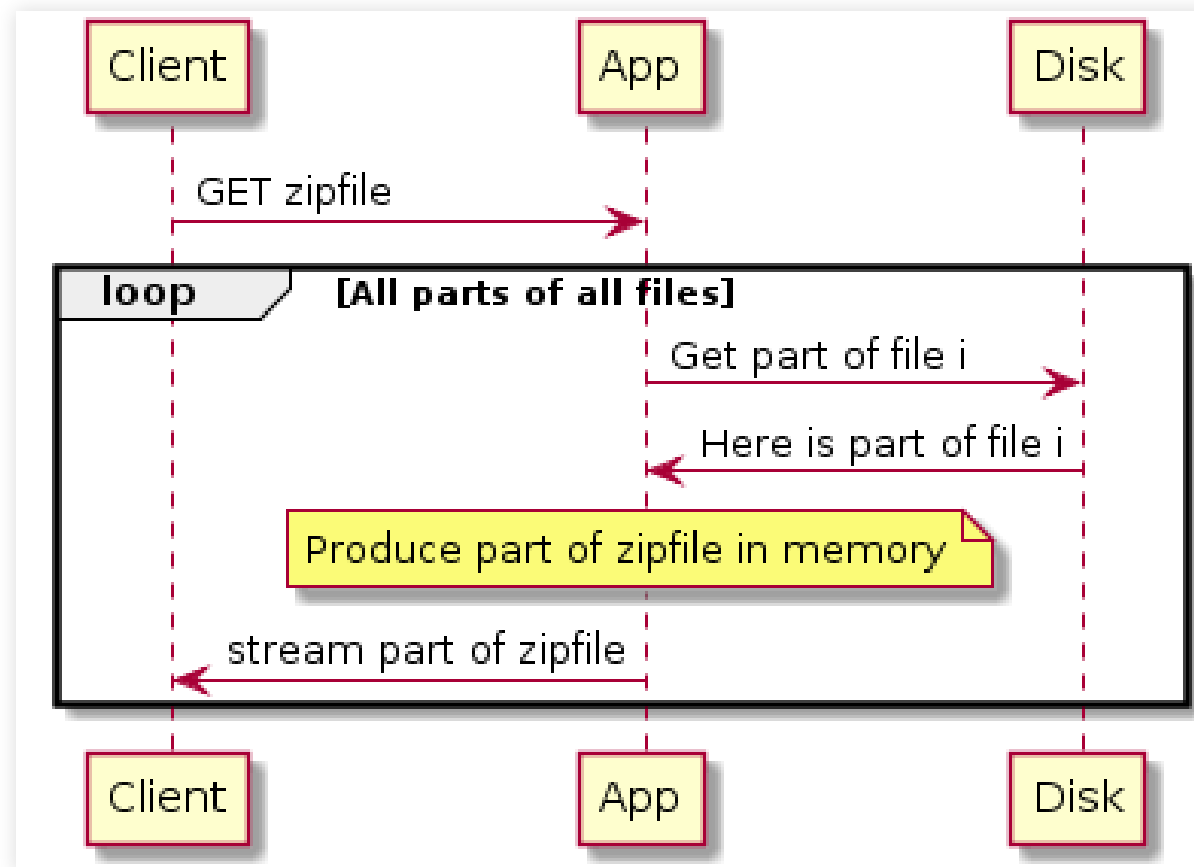 Client App Disk
GET zipfile
loop [All parts of all files]
Get part of file i
Here is part of file i
Produce part of zipfile in memory
stream part of zipfile
Client App Disk